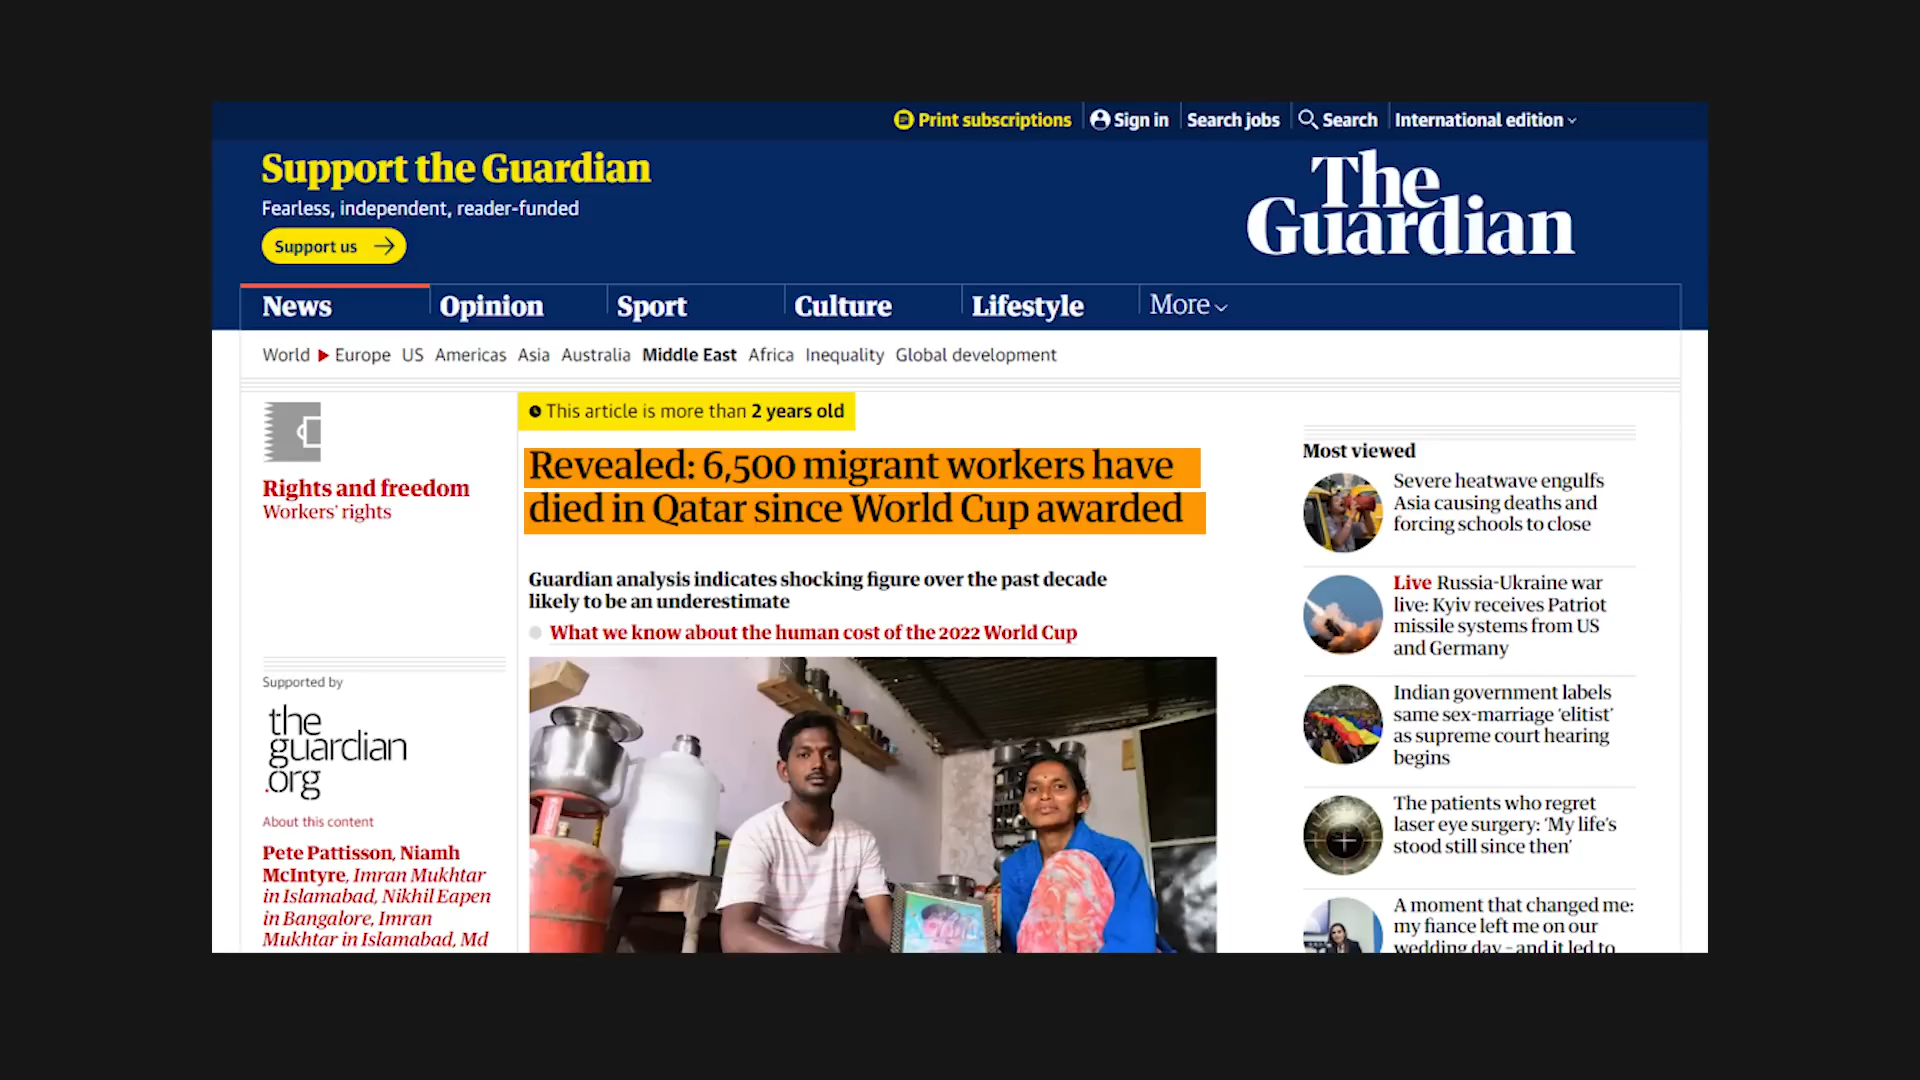 Print subscriptions
Sign in
Search jobs
Search
International edition
Support the Guardian
Fearless, independent, reader-funded
Support us
The
Guardian
News
Opinion
Sport
Culture
Lifestyle
More
World
Europe
US
Americas
Asia
Australia
Middle East
Africa
Inequality
Global development
Rights and freedom
Workers' rights
Supported by
the
guardian
.org
About this content
Pete Pattisson, Niamh
McIntyre, Imran Mukhtar
in Islamabad, Nikhil Eapen
in Bangalore, Imran
Mukhtar in Islamabad, Md
This article is more than 2 years old
Revealed: 6,500 migrant workers have
died in Qatar since World Cup awarded
Guardian analysis indicates shocking figure over the past decade
likely to be an underestimate
What we know about the human cost of the 2022 World Cup
Most viewed
Severe heatwave engulfs
Asia causing deaths and
forcing schools to close
Live Russia-Ukraine war
live: Kyiv receives Patriot
missile systems from US
and Germany
Indian government labels
same sex-marriage ‘elitist’
as supreme court hearing
begins
The patients who regret
laser eye surgery: ‘My life’s
stood still since then’
A moment that changed me:
my fiance left me on our
wedding day – and it led to